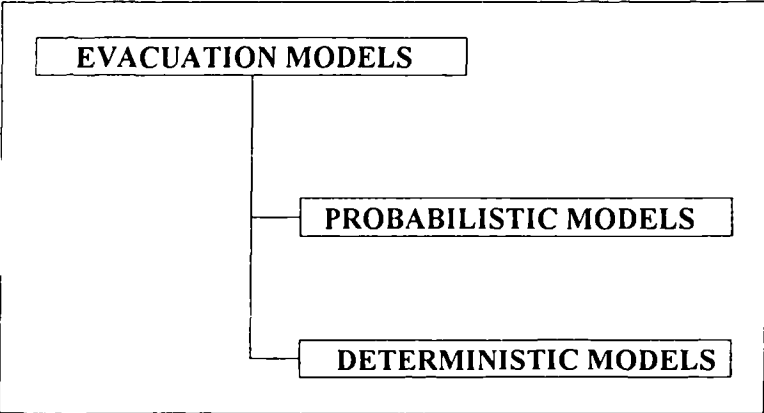 EVACUATION MODELS
PROBABILISTIC MODELS
DETERMINISTIC MODELS